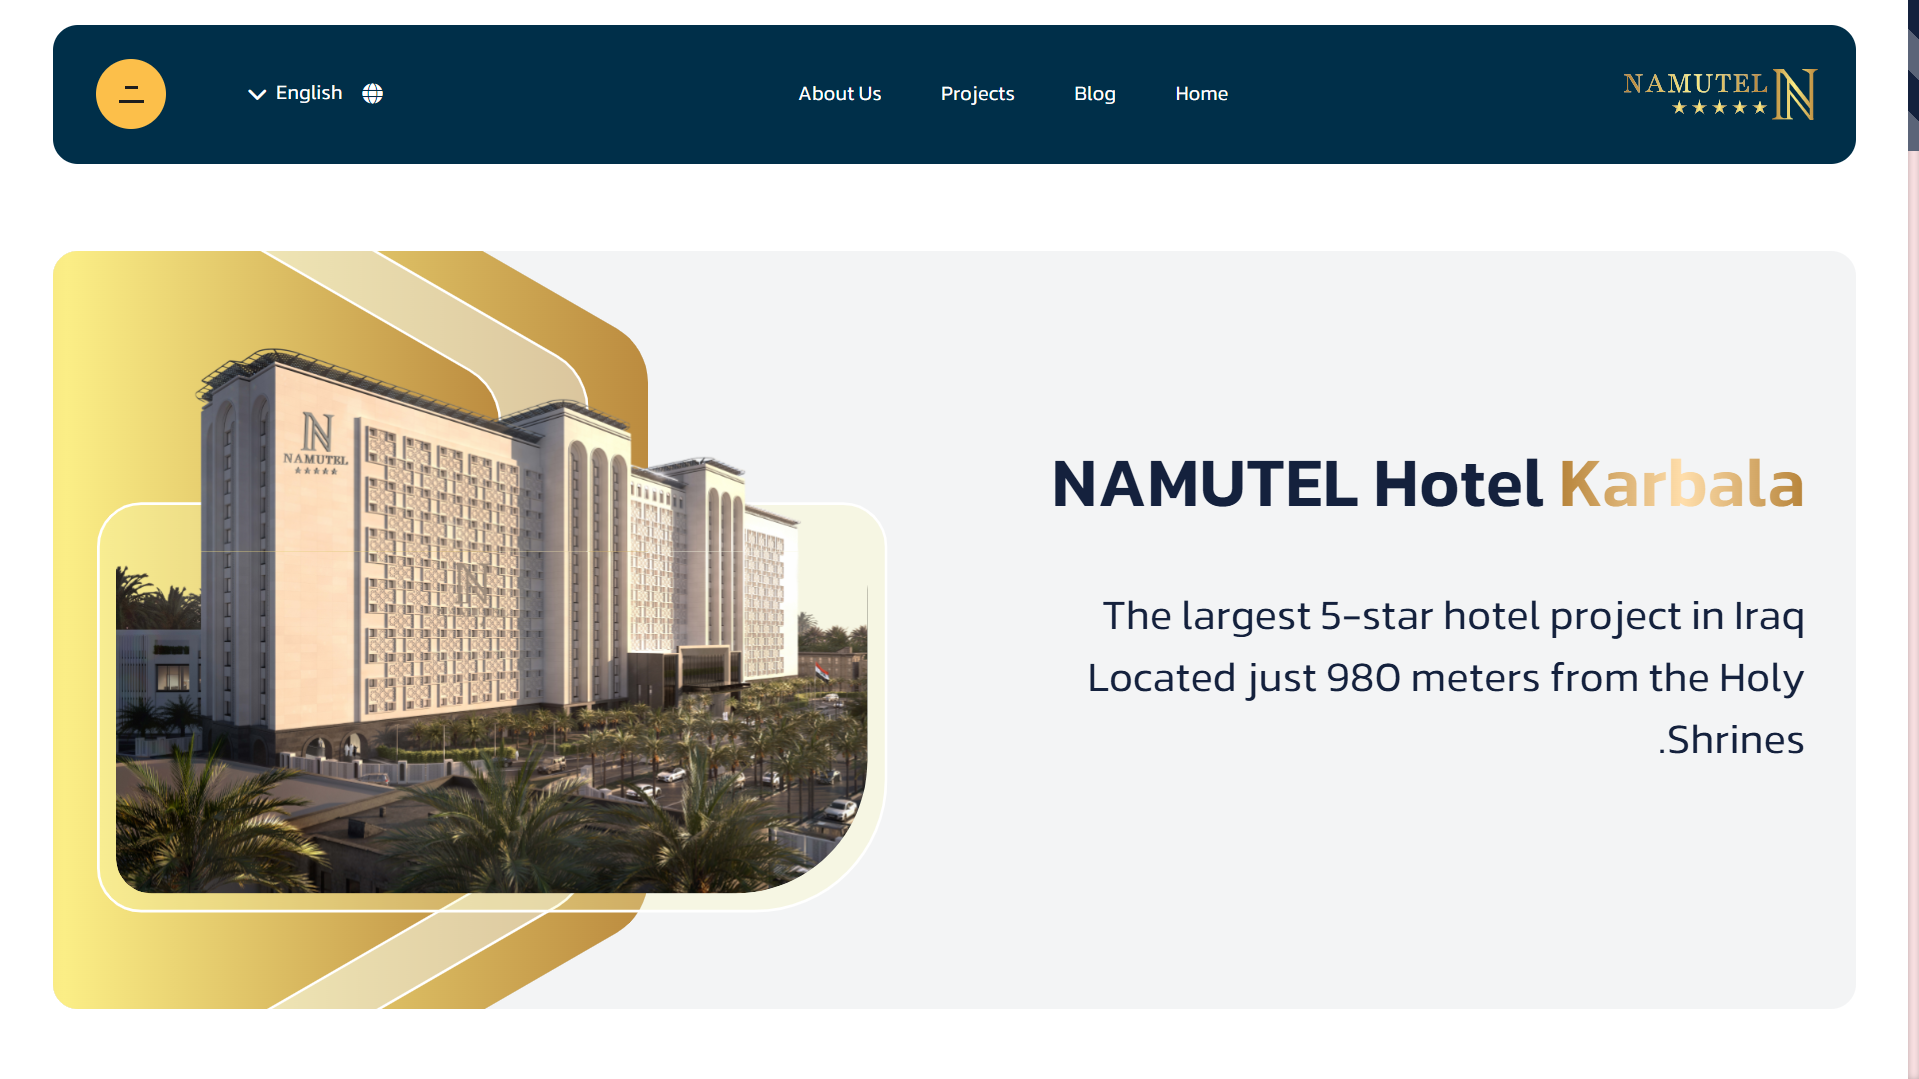 English
About Us
Projects
Blog
Home
NAMUTEL N
N
NAMUTEL
NAMUTEL Hotel Karbala
The largest 5-star hotel project in Iraq
Located just 980 meters from the Holy
.Shrines